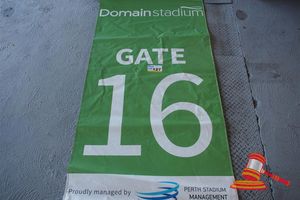 Domain stadium
GATE
16
Proudly managed by
PERTH STADIUM
MANAGEMENT